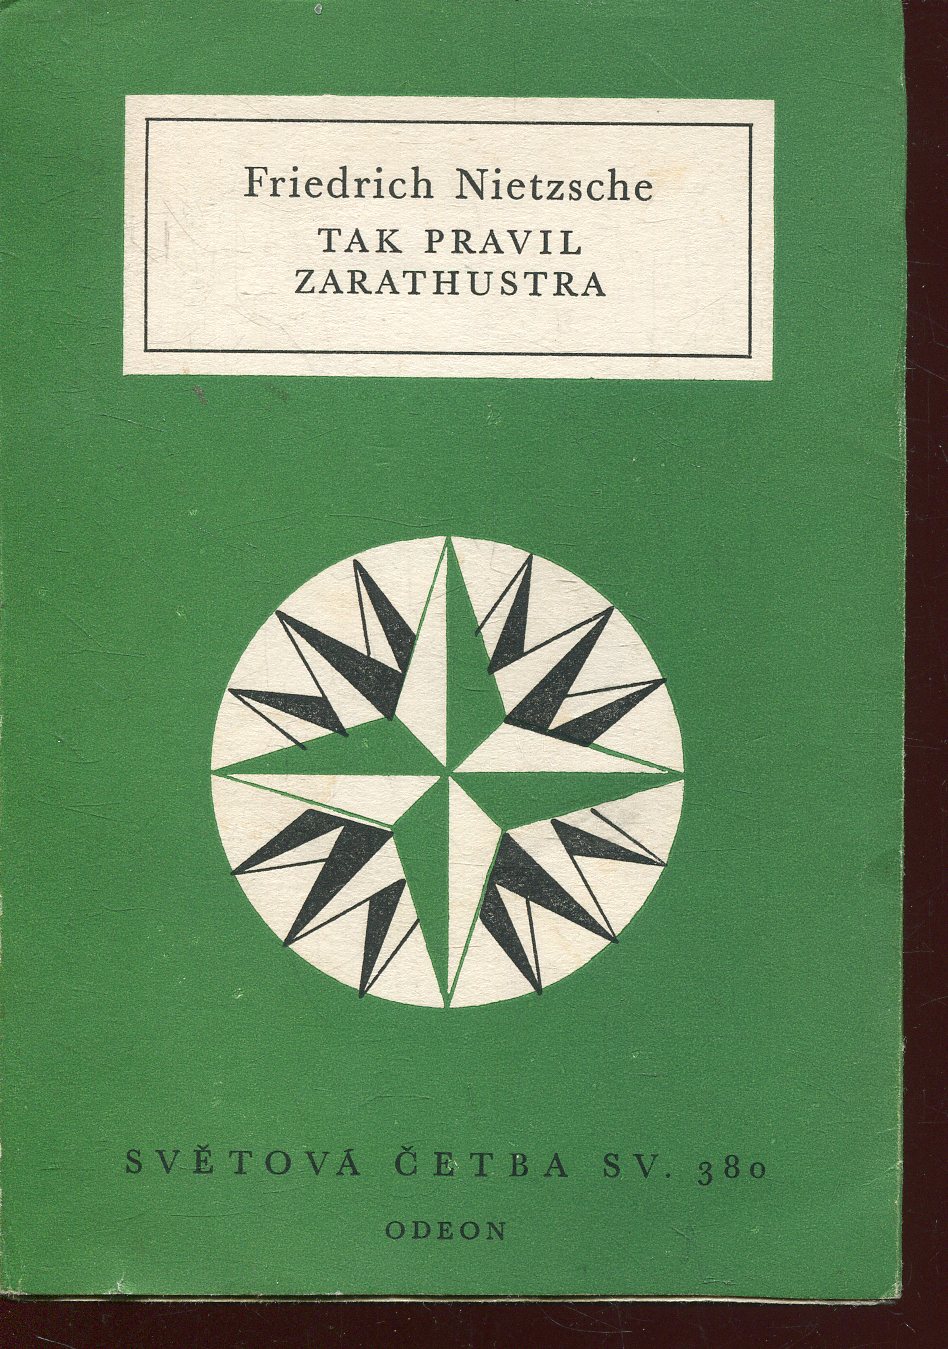 Friedrich Nietzsche
TAK PRAVIL
ZARATHUSTRA
SVĚTOVÁ ČETBA SV. 380
ODEON